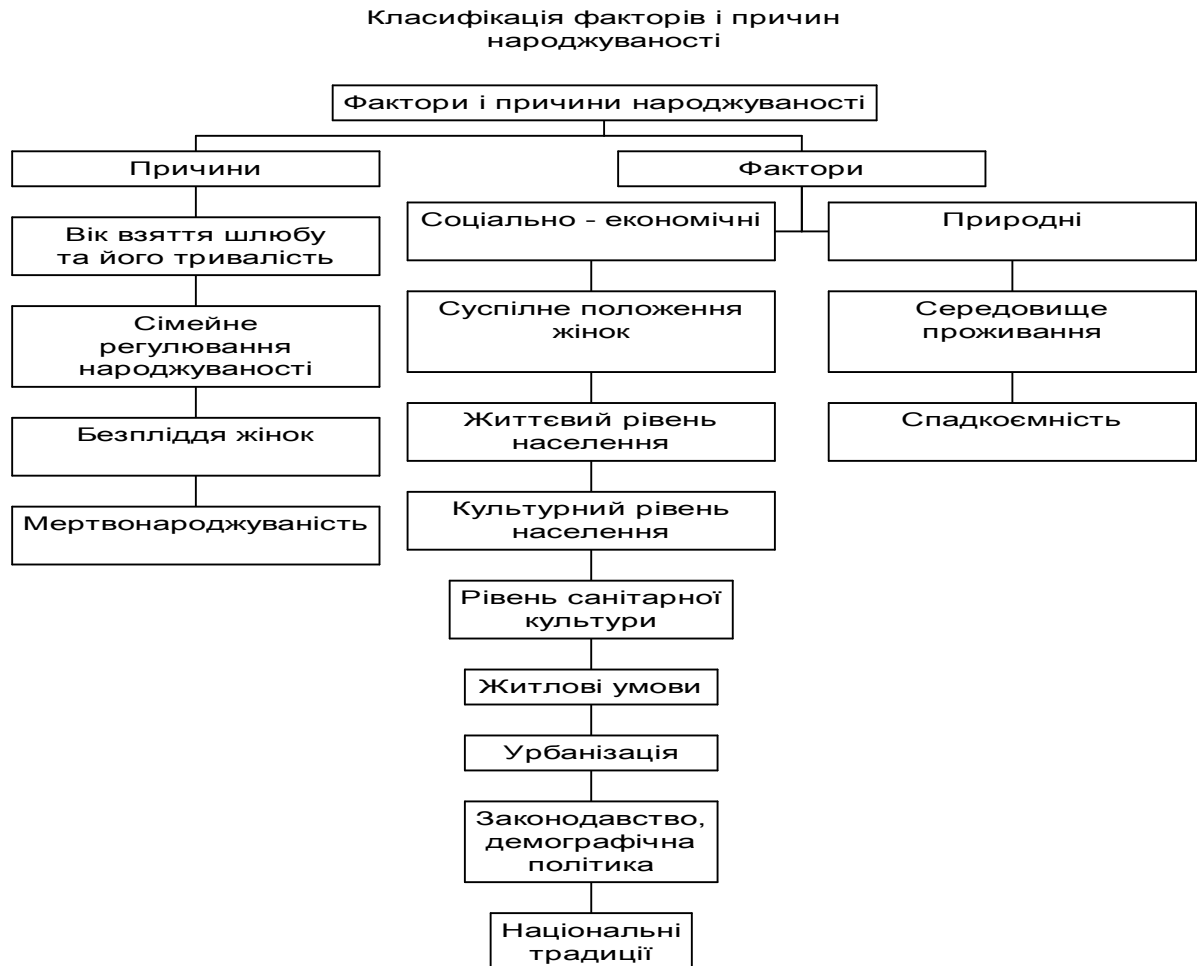 Класифікація факторів і причин
народжуваності
Фактори і причини народжуваності
Причини
Фактори
Вік взяття шлюбу
та його тривалість
Сімейне
регулювання
народжуваності
Безпліддя жінок
Мертвонароджуваність
Соціально - економічні
Суспілне положення
жінок
Життєвий рівень
населення
Культурний рівень
населення
Рівень санітарної
культури
Житлові умови
Урбанізація
Законодавство,
демографічна
політика
Національні
традиції
Природні
Середовище
проживання
Спадкоємність